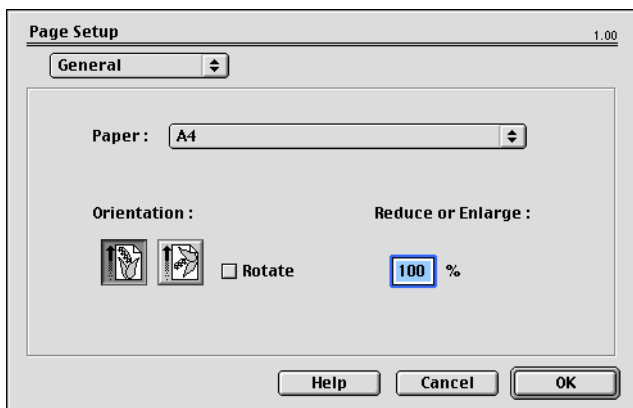 Page Setup 1.00
General
Paper : A4
Orientation : Reduce or Enlarge :
Rotate 100 %
Help Cancel OK